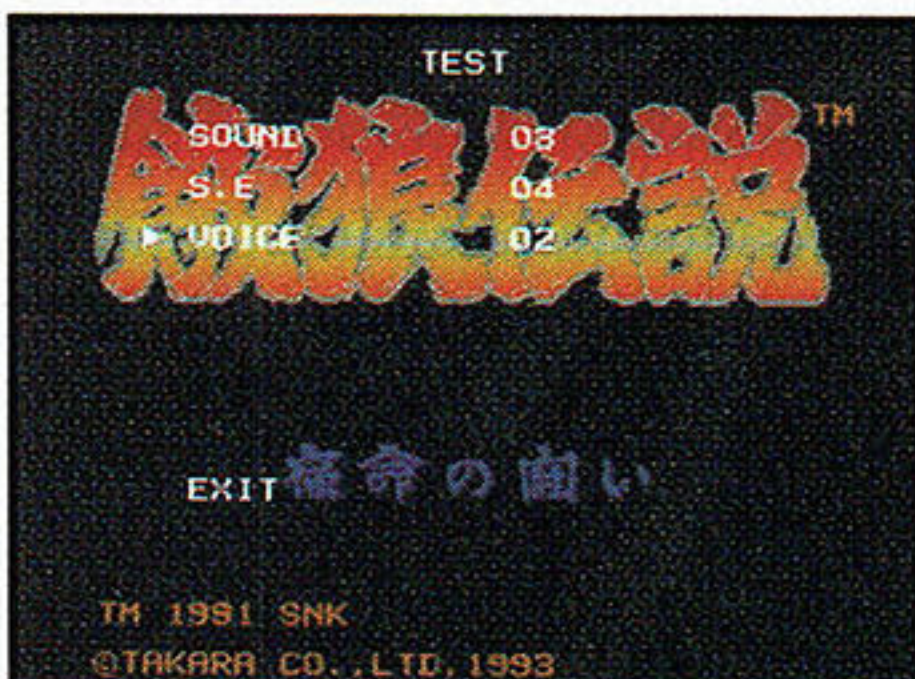 TEST
餓狼伝説 TM
SOUND 03
S.E 04
▶ VOICE 02
EXIT
宿命の闘い
TM 1991 SNK
©TAKARA CO.,LTD,1993